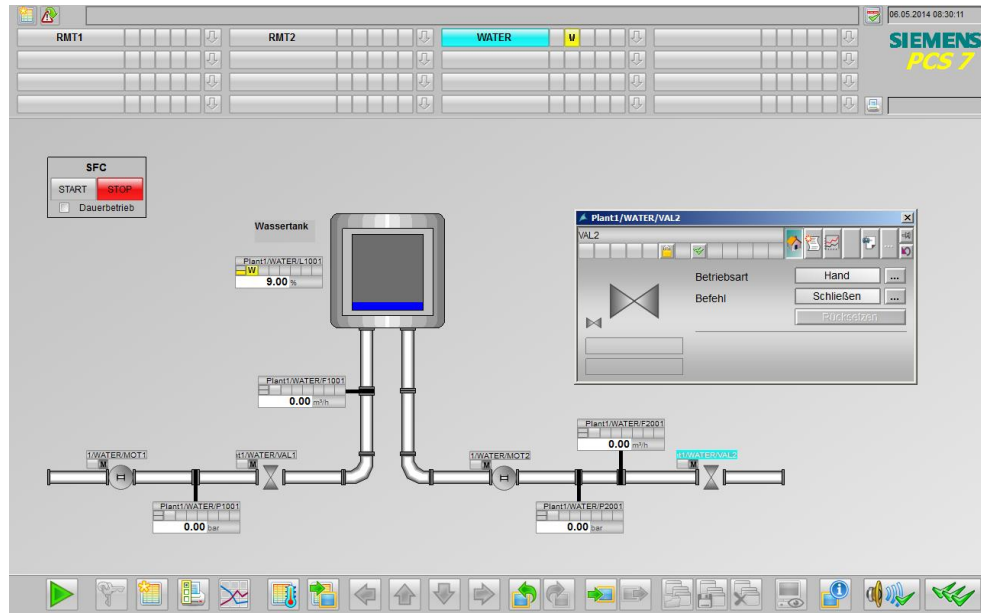 06.05.2014 08:30:11
RMT1
RMT2
WATER
W
SIEMENS
PCS 7
SFC
START
STOP
Dauerbetrieb
Wassertank
Plant1/WATER/L1001
W
9.00 %
Plant1/WATER/VAL2
VAL2
Betriebsart
Hand
...
Befehl
Schließen
...
Rücksetzen
Plant1/WATER/F1001
0.00 m³/h
Plant1/WATER/F2001
0.00 m³/h
1/WATER/MOT1
M
nt1/WATER/VAL1
M
1/WATER/MOT2
M
nt1/WATER/VAL2
M
Plant1/WATER/P1001
0.00 bar
Plant1/WATER/P2001
0.00 bar